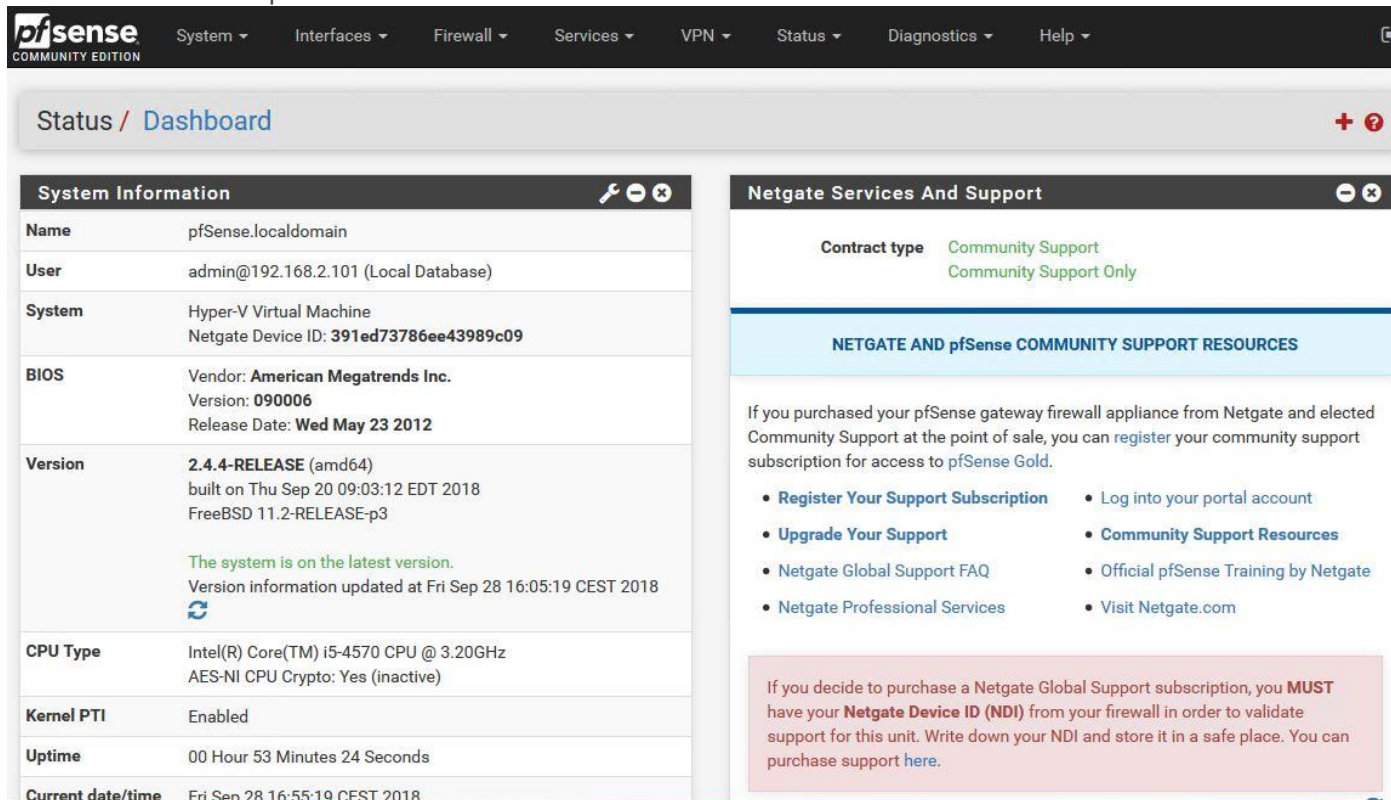 pfsense
COMMUNITY EDITION
System Interfaces Firewall Services VPN Status Diagnostics Help
Status / Dashboard
System Information
Name pfSense.localdomain
User admin@192.168.2.101 (Local Database)
System Hyper-V Virtual Machine
Netgate Device ID: 391ed73786ee43989c09
BIOS Vendor: American Megatrends Inc.
Version: 090006
Release Date: Wed May 23 2012
Version 2.4.4-RELEASE (amd64)
built on Thu Sep 20 09:03:12 EDT 2018
FreeBSD 11.2-RELEASE-p3
The system is on the latest version.
Version information updated at Fri Sep 28 16:05:19 CEST 2018
CPU Type Intel(R) Core(TM) i5-4570 CPU @ 3.20GHz
AES-NI CPU Crypto: Yes (inactive)
Kernel PTI Enabled
Uptime 00 Hour 53 Minutes 24 Seconds
Current date/time Fri Sep 28 16:55:19 CEST 2018
Netgate Services And Support
Contract type Community Support
Community Support Only
NETGATE AND pfSense COMMUNITY SUPPORT RESOURCES
If you purchased your pfSense gateway firewall appliance from Netgate and elected
Community Support at the point of sale, you can register your community support
subscription for access to pfSense Gold.
• Register Your Support Subscription • Log into your portal account
• Upgrade Your Support • Community Support Resources
• Netgate Global Support FAQ • Official pfSense Training by Netgate
• Netgate Professional Services • Visit Netgate.com
If you decide to purchase a Netgate Global Support subscription, you MUST
have your Netgate Device ID (NDI) from your firewall in order to validate
support for this unit. Write down your NDI and store it in a safe place. You can
purchase support here.